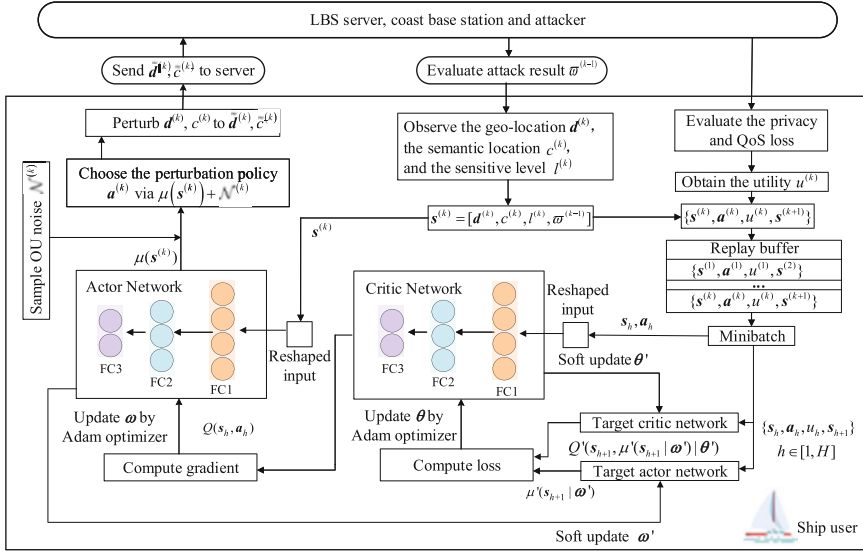 LBS server, coast base station and attacker
Send d̃^(k), c̃^(k) to server
Evaluate attack result ϖ^(k-1)
Perturb d^(k), c^(k) to d̃^(k), c̃^(k)
Observe the geo-location d^(k),
the semantic location c^(k),
and the sensitive level l^(k)
Evaluate the privacy
and QoS loss
Choose the perturbation policy
a^(k) via μ(s^(k)) + 𝒩^(k)
Obtain the utility u^(k)
Sample OU noise 𝒩^(k)
s^(k) = [d^(k), c^(k), l^(k), ϖ^(k-1)]
{s^(k), a^(k), u^(k), s^(k+1)}
s^(k)
μ(s^(k))
Replay buffer
{s^(1), a^(1), u^(1), s^(2)}
...
{s^(k), a^(k), u^(k), s^(k+1)}
Minibatch
Actor Network
FC3
FC2
FC1
Reshaped
input
Critic Network
FC3
FC2
FC1
Reshaped
input
s_h, a_h
Soft update θ'
Update ω by
Adam optimizer
Q(s_h, a_h)
Update θ by
Adam optimizer
Target critic network
{s_h, a_h, u_h, s_{h+1}}
h∈[1, H]
Q'(s_{h+1}, μ'(s_{h+1} | ω') | θ')
Compute gradient
Compute loss
Target actor network
μ'(s_{h+1} | ω')
Soft update ω'
Ship user